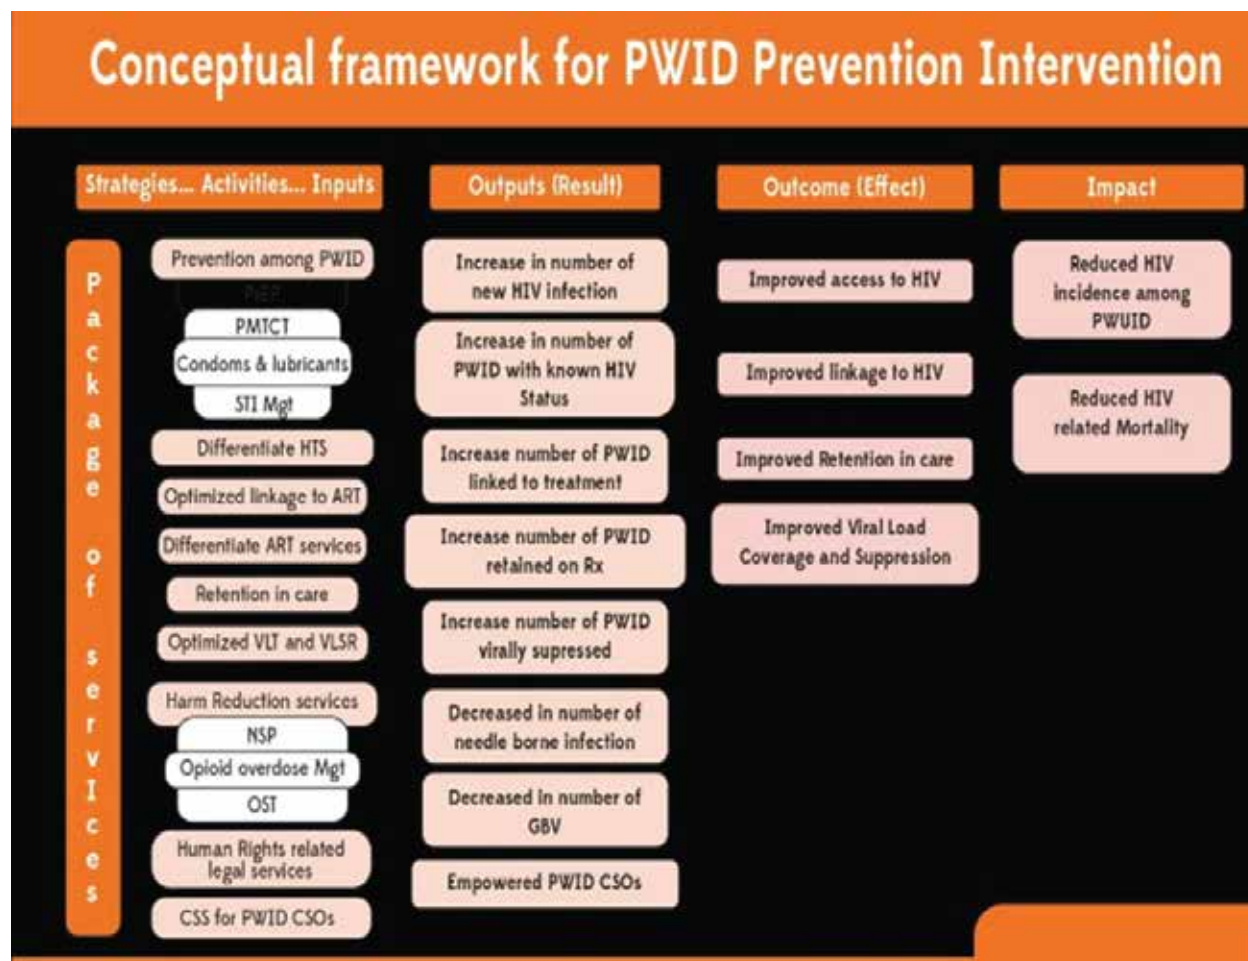 Conceptual framework for PWID Prevention Intervention
Strategies... Activities... Inputs
Outputs (Result)
Outcome (Effect)
Impact
Package of servIces
Prevention among PWID
PrEP
PMTCT
Condoms & lubricants
STI Mgt
Differentiate HTS
Optimized linkage to ART
Differentiate ART services
Retention in care
Optimized VLT and VLSR
Harm Reduction services
NSP
Opioid overdose Mgt
OST
Human Rights related
legal services
CSS for PWID CSOs
Increase in number of
new HIV infection
Increase in number of
PWID with known HIV
Status
Increase number of PWID
linked to treatment
Increase number of PWID
retained on Rx
Increase number of PWID
virally supressed
Decreased in number of
needle borne infection
Decreased in number of
GBV
Empowered PWID CSOs
Improved access to HIV
Improved linkage to HIV
Improved Retention in care
Improved Viral Load
Coverage and Suppression
Reduced HIV
incidence among
PWUID
Reduced HIV
related Mortality